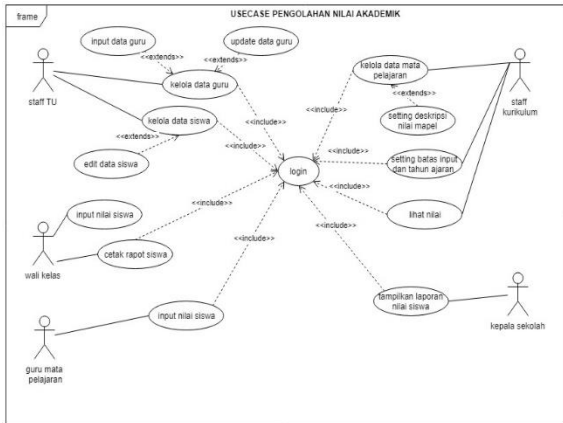 frame
USECASE PENGOLAHAN NILAI AKADEMIK
input data guru
update data guru
<<extends>>
<<extends>>
kelola data guru
staff TU
kelola data siswa
<<extends>>
edit data siswa
<<include>>
<<include>>
kelola data mata
pelajaran
<<extends>>
setting deskripsi
nilai mapel
staff
kurikulum
<<include>>
<<include>>
setting batas input
dan tahun ajaran
login
<<include>>
lihat nilai
input nilai siswa
wali kelas
cetak rapot siswa
<<include>>
<<include>>
<<include>>
input nilai siswa
guru mata
pelajaran
tampilkan laporan
nilai siswa
kepala sekolah